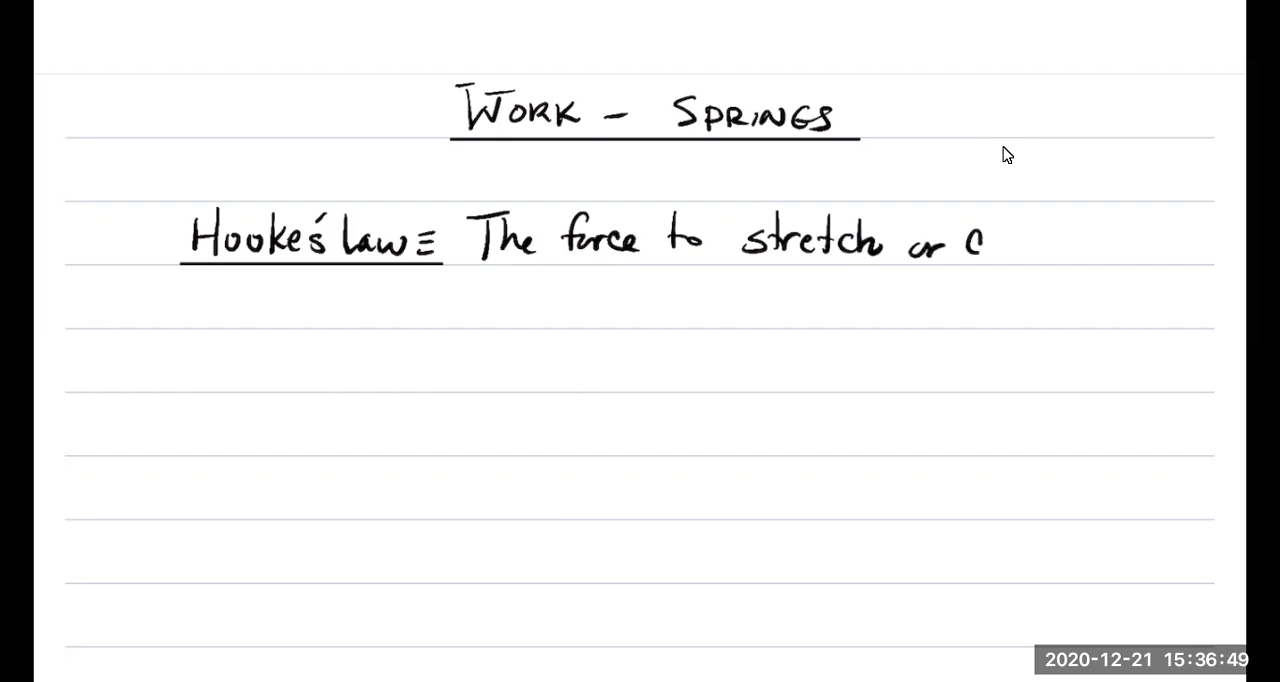 WORK – SPRINGS
Hooke's law ≡ The force to stretch or c
2020-12-21 15:36:49